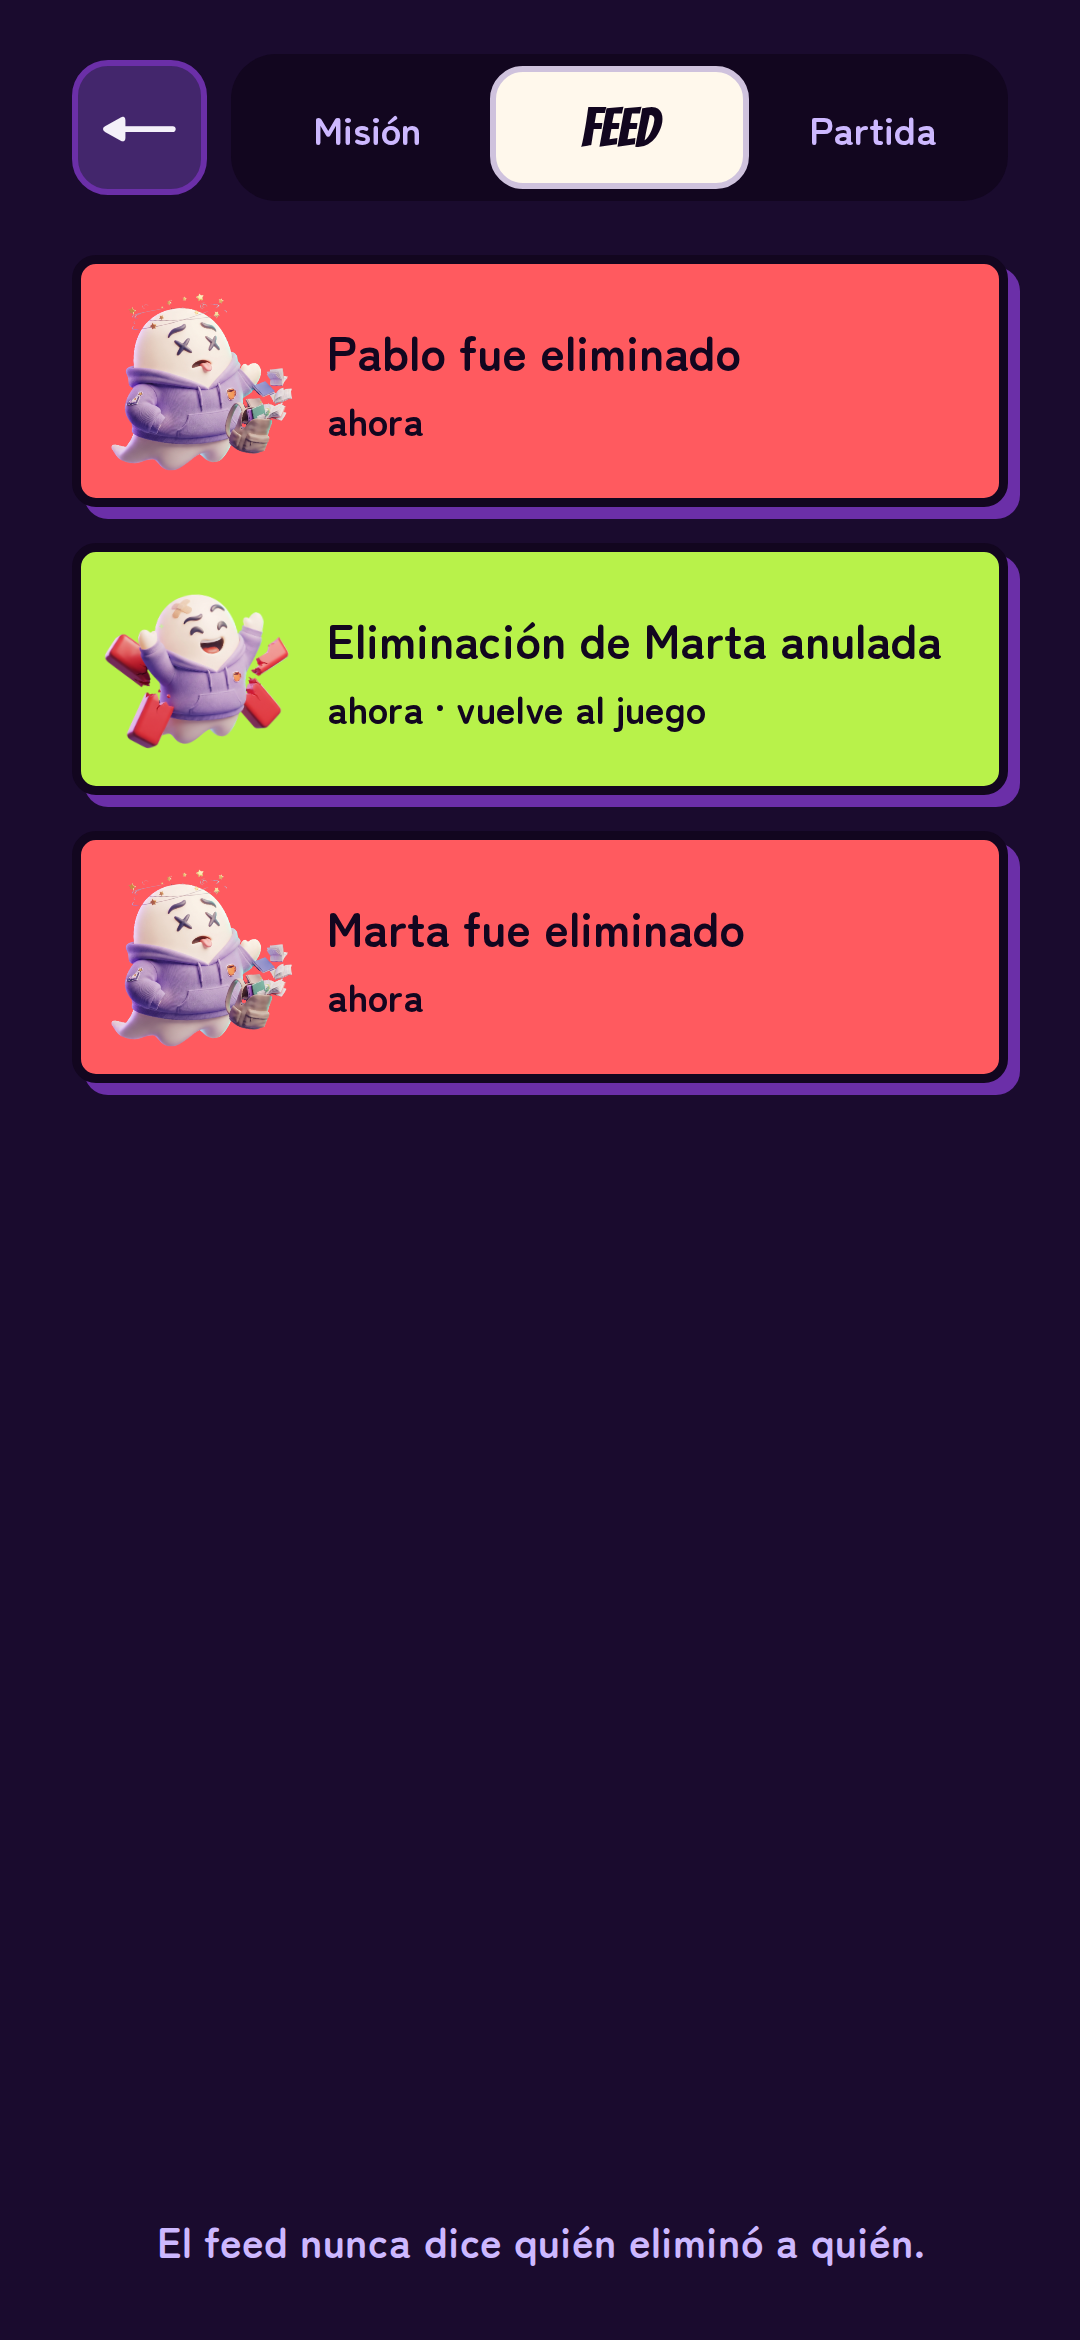 Misión
FEED
Partida
Pablo fue eliminado
ahora
Eliminación de Marta anulada
ahora · vuelve al juego
Marta fue eliminado
ahora
El feed nunca dice quién eliminó a quién.